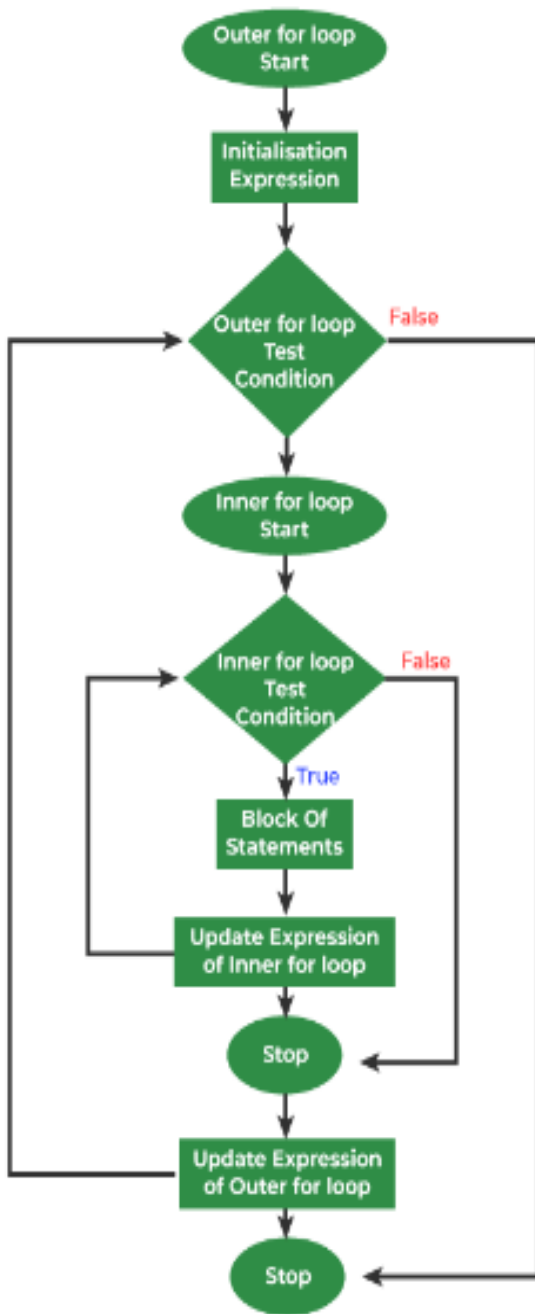 Outer for loop
Start
Initialisation
Expression
Outer for loop
Test
Condition
False
Inner for loop
Start
Inner for loop
Test
Condition
False
True
Block Of
Statements
Update Expression
of Inner for loop
Stop
Update Expression
of Outer for loop
Stop